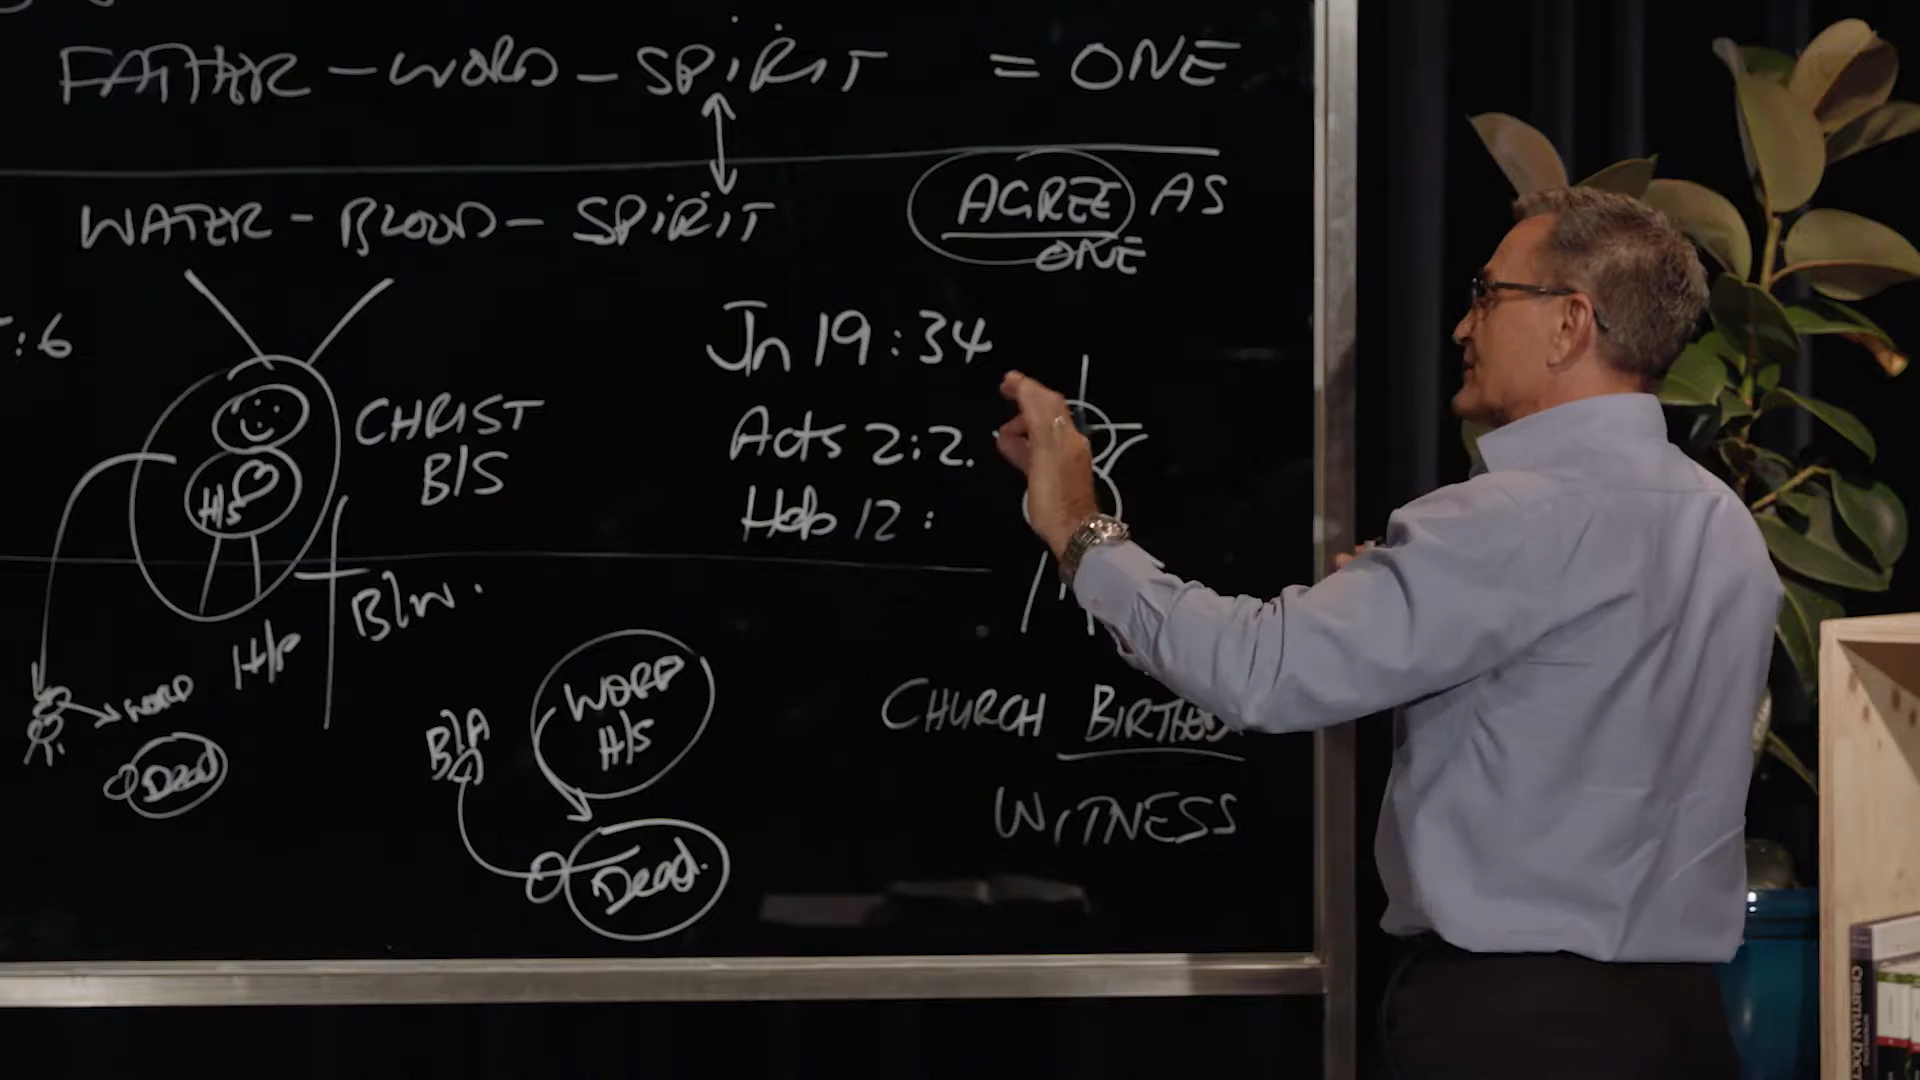 FATHER – WORD – SPIRIT = ONE
WATER – BLOOD – SPIRIT AGREE AS
ONE
:6
Jn 19:34
CHRIST
B/S
Acts 2:2.
H/S
Heb 12:
B/W.
WORD
WORD
H/S
CHURCH
WITNESS
Dead
Dead.
CHRISTIAN